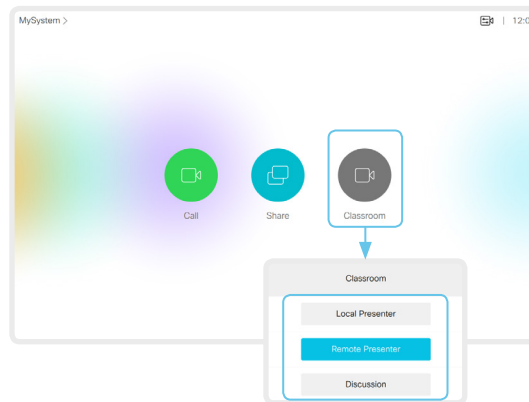 MySystem >
12:0
Call
Share
Classroom
Classroom
Local Presenter
Remote Presenter
Discussion